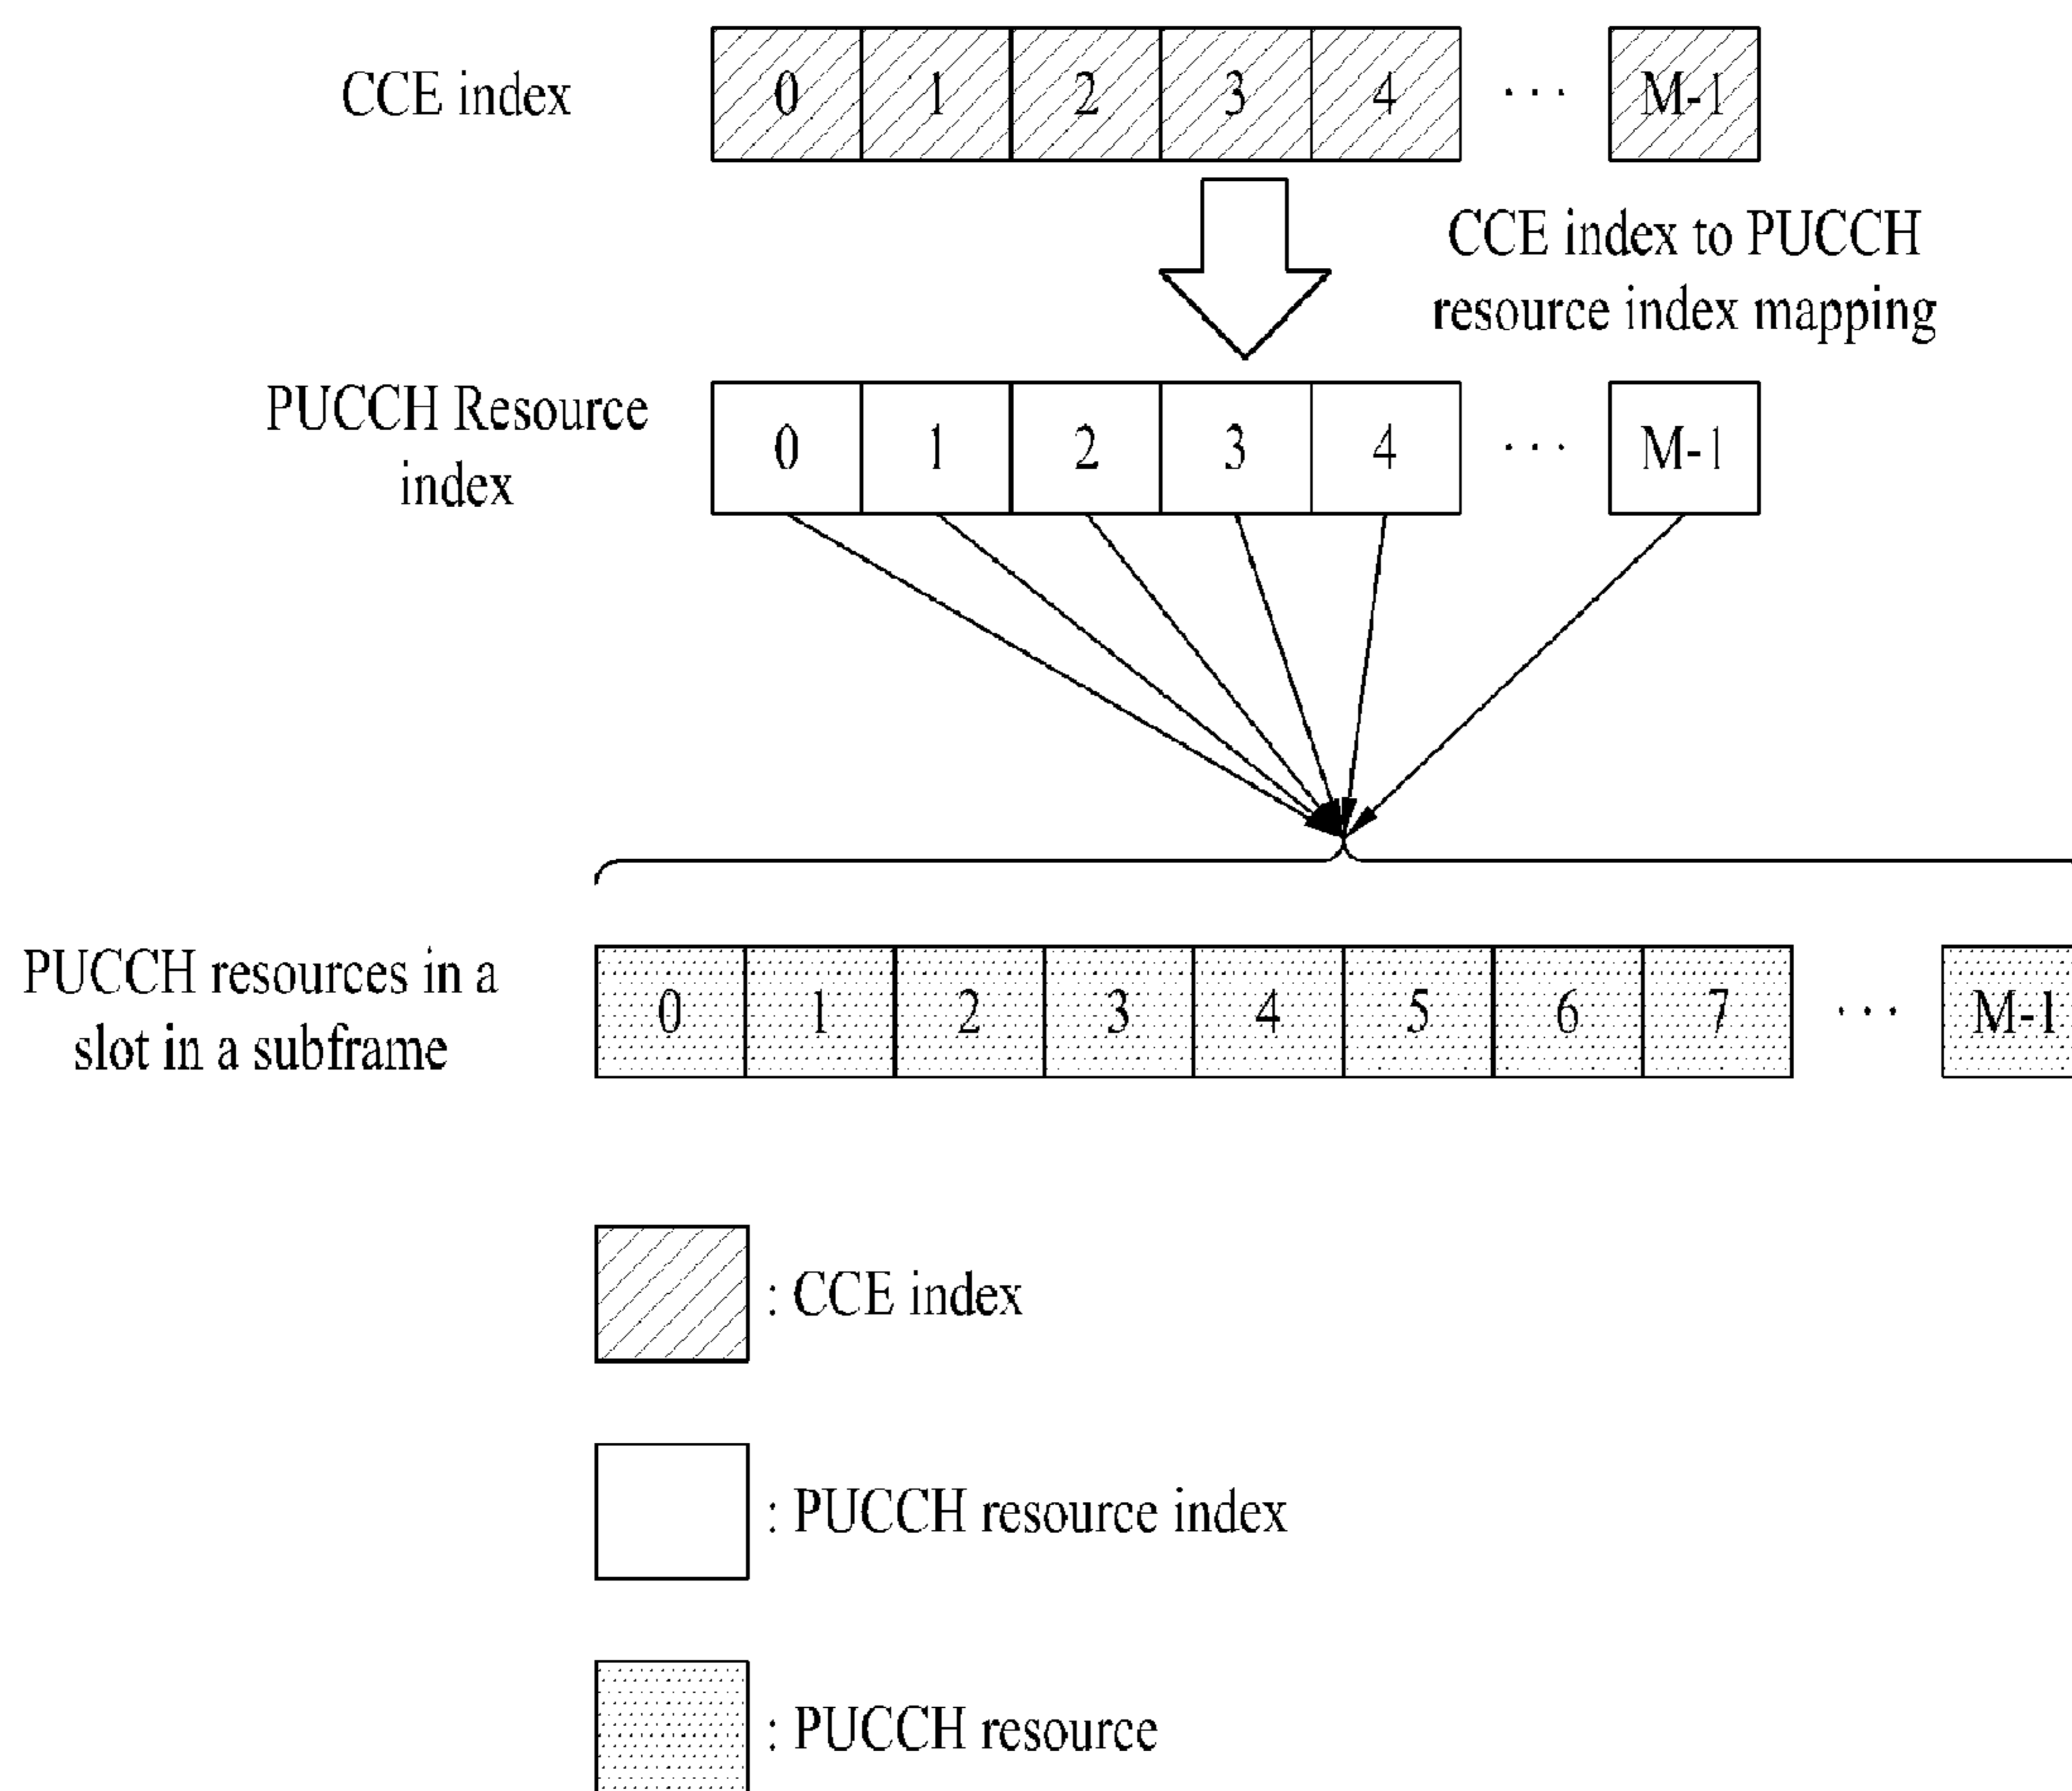 CCE index 0 1 2 3 4 ... M-1
CCE index to PUCCH
resource index mapping
PUCCH Resource
index
0 1 2 3 4 ... M-1
PUCCH resources in a
slot in a subframe
0 1 2 3 4 5 6 7 ... M-1
: CCE index
: PUCCH resource index
: PUCCH resource